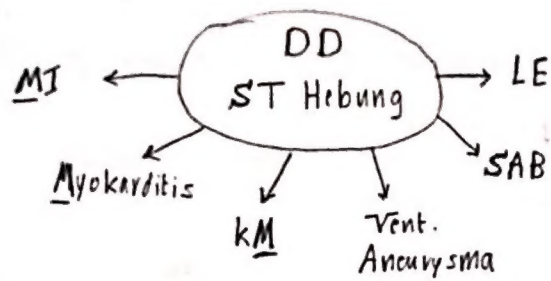 DD
ST Hebung
MI
LE
Myokarditis
SAB
kM
Vent.
Aneurysma